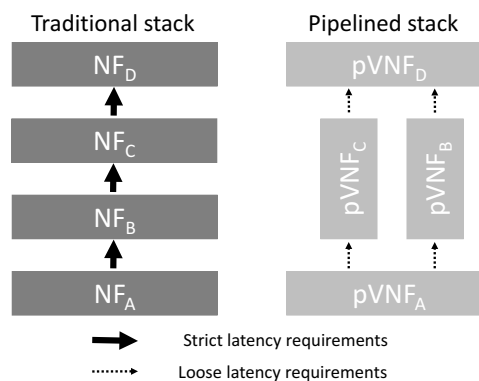 Traditional stack
NF_D
NF_C
NF_B
NF_A
Pipelined stack
pVNF_D
pVNF_C
pVNF_B
pVNF_A
Strict latency requirements
Loose latency requirements